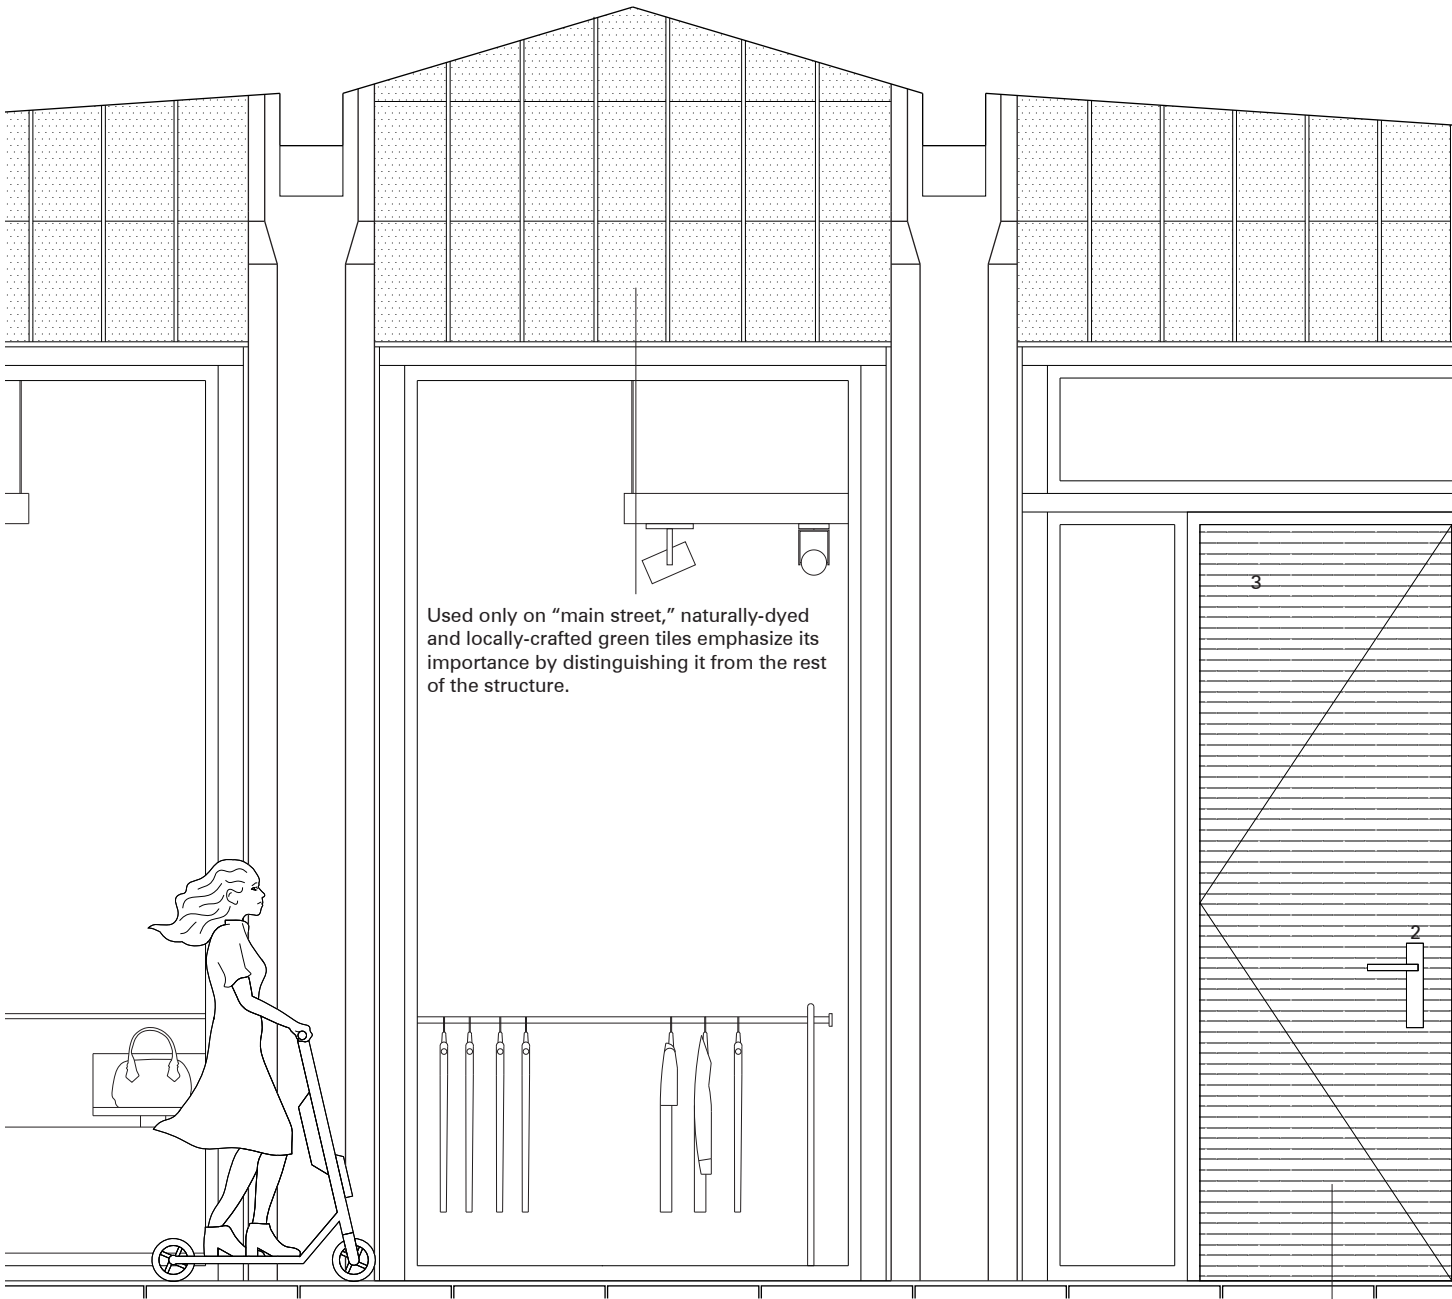 3
Used only on “main street,” naturally-dyed
and locally-crafted green tiles emphasize its
importance by distinguishing it from the rest
of the structure.
2